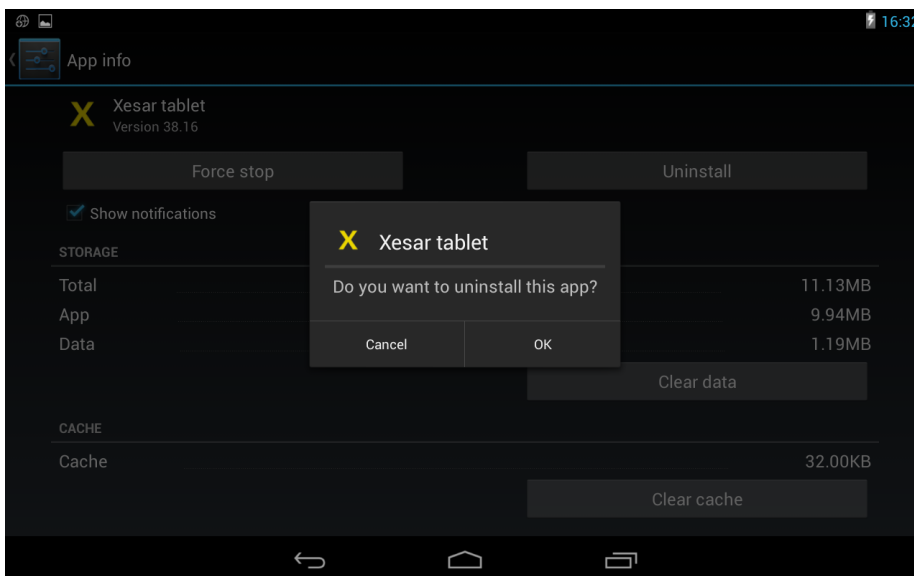 16:32
App info
Xesar tablet
Version 38.16
Force stop
Uninstall
Show notifications
X Xesar tablet
STORAGE
Do you want to uninstall this app?
Total 11.13MB
App 9.94MB
Data 1.19MB
Cancel OK
Clear data
CACHE
Cache 32.00KB
Clear cache